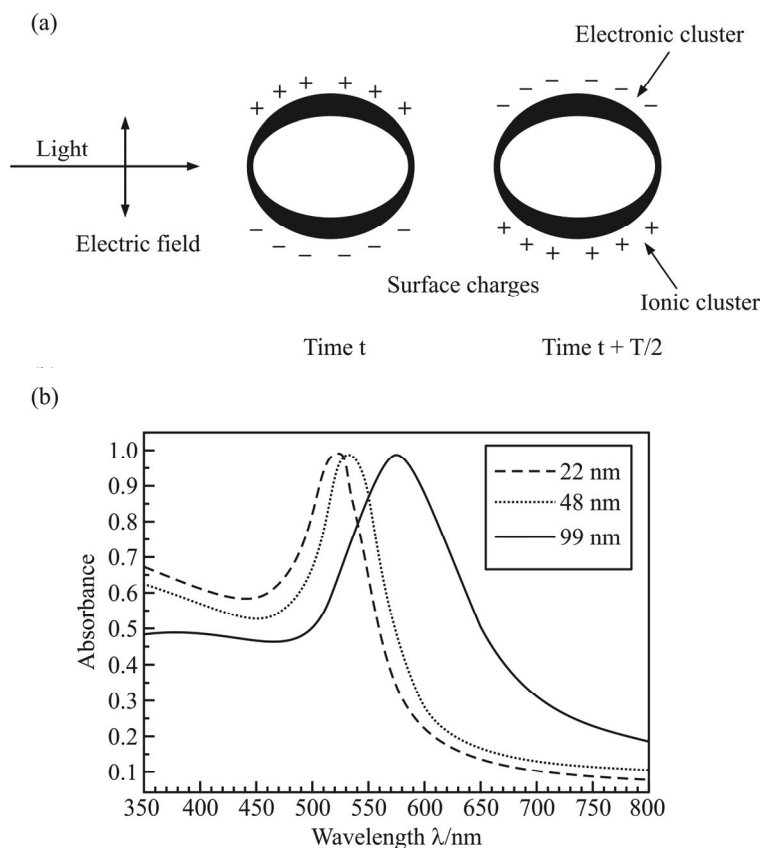 (a)
Electronic cluster
+ + + + + +
− − − − − −
Light
Electric field
− − − − − −
+ + + + + +
Surface charges
Ionic cluster
Time t
Time t + T/2
(b)
1.0
0.9
0.8
0.7
0.6
0.5
0.4
0.3
0.2
0.1
Absorbance
22 nm
48 nm
99 nm
350 400 450 500 550 600 650 700 750 800
Wavelength λ/nm